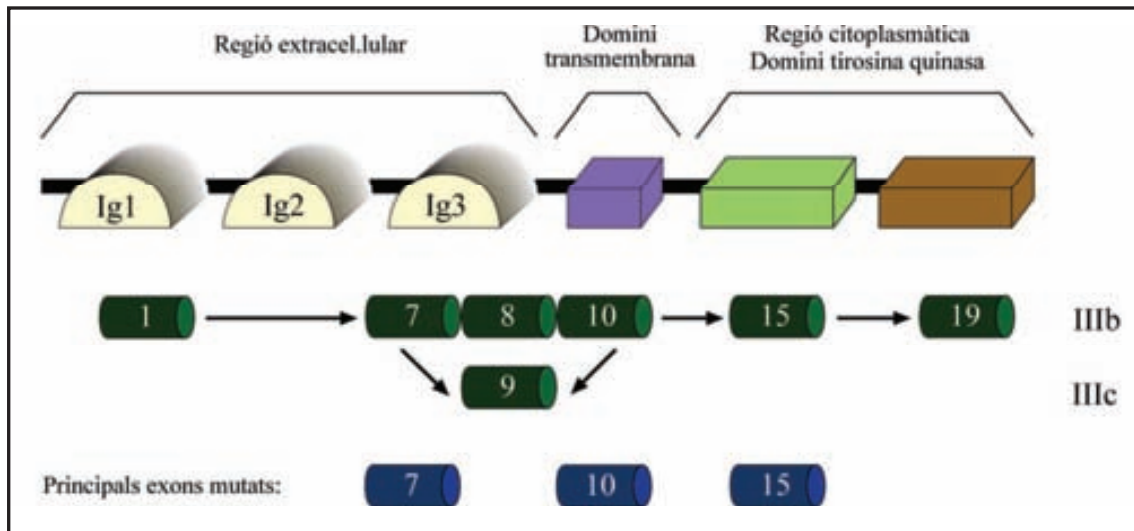 Regió extracel.lular
Domini
transmembrana
Regió citoplasmàtica
Domini tirosina quinasa
Ig1 Ig2 Ig3
1 7 8 10 15 19 IIIb
9 IIIc
Principals exons mutats: 7 10 15